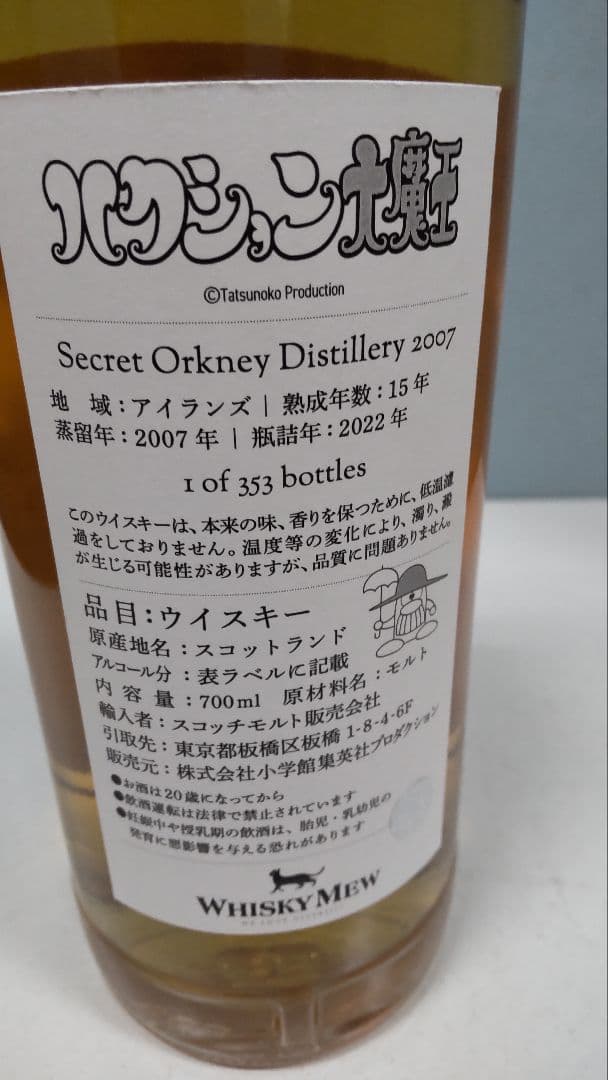 ハクション大魔王
©Tatsunoko Production
Secret Orkney Distillery 2007
地 域：アイランズ | 熟成年数：15年
蒸留年：2007年 | 瓶詰年：2022年
1 of 353 bottles
このウイスキーは、本来の味、香りを保つために、低温濾
過をしておりません。温度等の変化により、濁り、澱
が生じる可能性がありますが、品質に問題ありません。
品目：ウイスキー
原産地名：スコットランド
アルコール分：表ラベルに記載
内容量：700ml 原材料名：モルト
輸入者：スコッチモルト販売会社
引取先：東京都板橋区板橋 1-8-4-6F
販売元：株式会社小学館集英社プロダクション
●お酒は20歳になってから
●飲酒運転は法律で禁止されています
●妊娠中や授乳期の飲酒は、胎児・乳幼児の
発育に悪影響を与える恐れがあります
WHISKY MEW